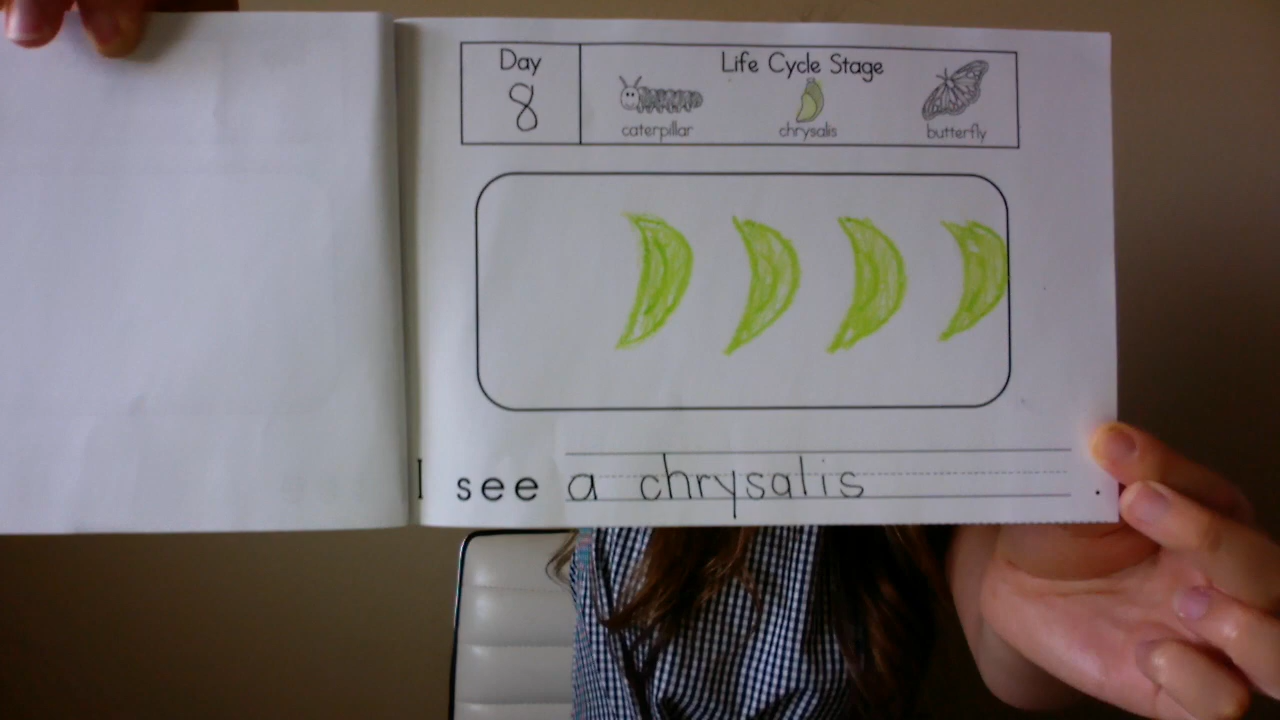 Day
8
Life Cycle Stage
caterpillar chrysalis butterfly
I see a chrysalis .